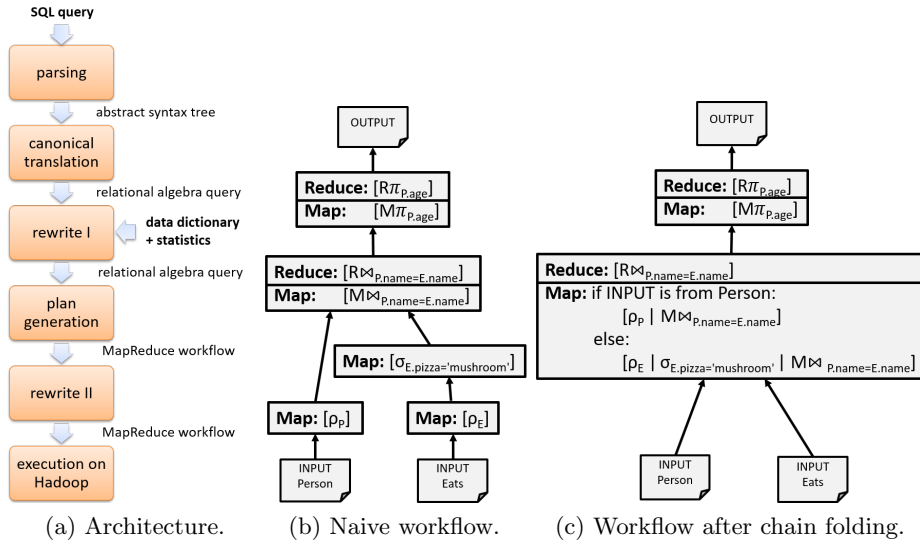 SQL query
parsing
abstract syntax tree
canonical
translation
relational algebra query
rewrite I
data dictionary
+ statistics
relational algebra query
plan
generation
MapReduce workflow
rewrite II
MapReduce workflow
execution on
Hadoop
(a) Architecture.
OUTPUT
Reduce: [Rπ_P.age]
Map: [Mπ_P.age]
Reduce: [R⋈_P.name=E.name]
Map: [M⋈_P.name=E.name]
Map: [σ_E.pizza='mushroom']
Map: [ρ_P]
Map: [ρ_E]
INPUT
Person
INPUT
Eats
(b) Naive workflow.
OUTPUT
Reduce: [Rπ_P.age]
Map: [Mπ_P.age]
Reduce: [R⋈_P.name=E.name]
Map: if INPUT is from Person:
[ρ_P | M⋈_P.name=E.name]
else:
[ρ_E | σ_E.pizza='mushroom' | M⋈_P.name=E.name]
INPUT
Person
INPUT
Eats
(c) Workflow after chain folding.